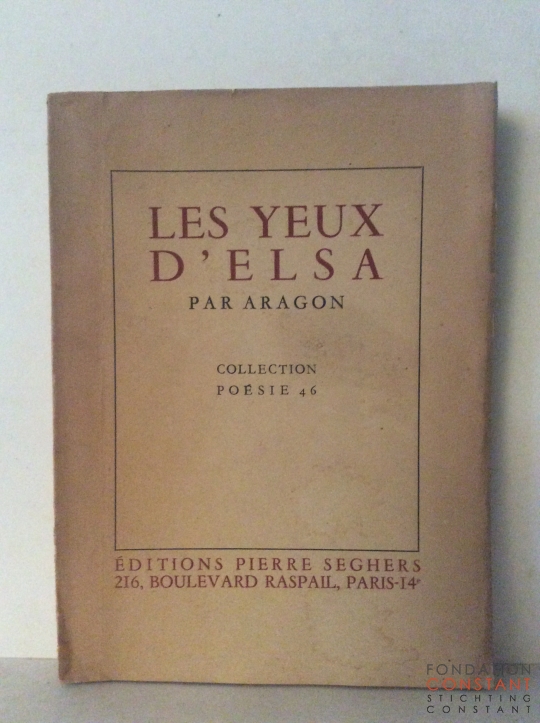 LES YEUX
D'ELSA
PAR ARAGON
COLLECTION
POÉSIE 46
ÉDITIONS PIERRE SEGHERS
216, BOULEVARD RASPAIL, PARIS-14e
FONDATION
CONSTANT
STICHTING
CONSTANT